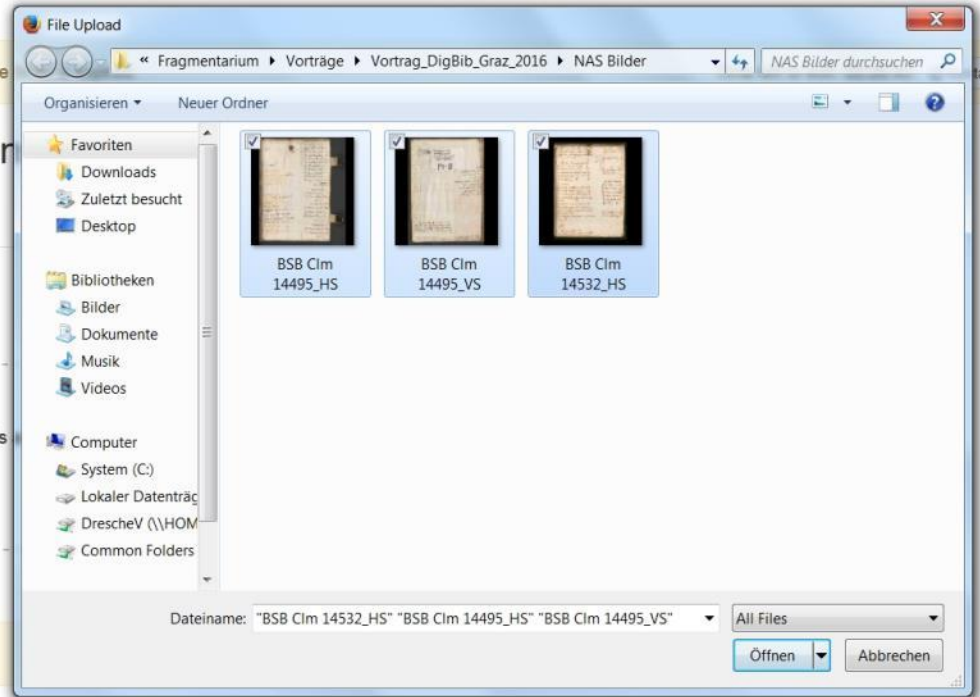 File Upload
« Fragmentarium ▸ Vorträge ▸ Vortrag_DigBib_Graz_2016 ▸ NAS Bilder
NAS Bilder durchsuchen
Organisieren
Neuer Ordner
Favoriten
Downloads
Zuletzt besucht
Desktop
Bibliotheken
Bilder
Dokumente
Musik
Videos
Computer
System (C:)
Lokaler Datenträg
DrescheV (\\HOM
Common Folders
BSB Clm
14495_HS
BSB Clm
14495_VS
BSB Clm
14532_HS
Dateiname: "BSB Clm 14532_HS" "BSB Clm 14495_HS" "BSB Clm 14495_VS"
All Files
Öffnen
Abbrechen